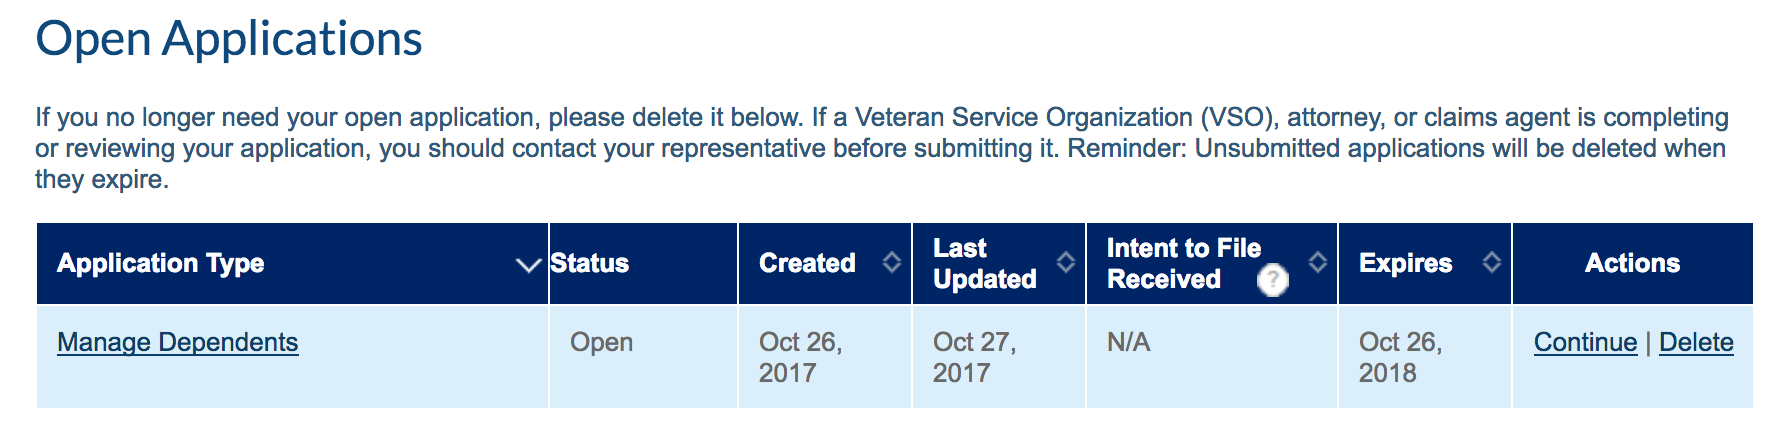 Open Applications
If you no longer need your open application, please delete it below. If a Veteran Service Organization (VSO), attorney, or claims agent is completing
or reviewing your application, you should contact your representative before submitting it. Reminder: Unsubmitted applications will be deleted when
they expire.
Application Type Status Created Last Updated Intent to File Received ? Expires Actions
Manage Dependents Open Oct 26, 2017 Oct 27, 2017 N/A Oct 26, 2018 Continue | Delete